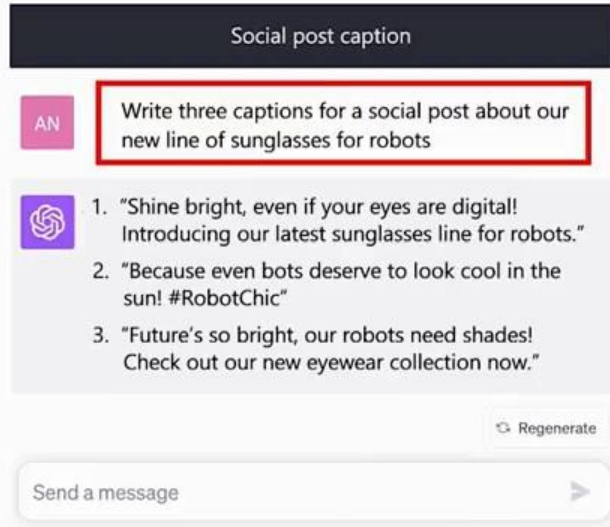 Social post caption
AN
Write three captions for a social post about our
new line of sunglasses for robots
1. “Shine bright, even if your eyes are digital!
Introducing our latest sunglasses line for robots.”
2. “Because even bots deserve to look cool in the
sun! #RobotChic”
3. “Future’s so bright, our robots need shades!
Check out our new eyewear collection now.”
Regenerate
Send a message